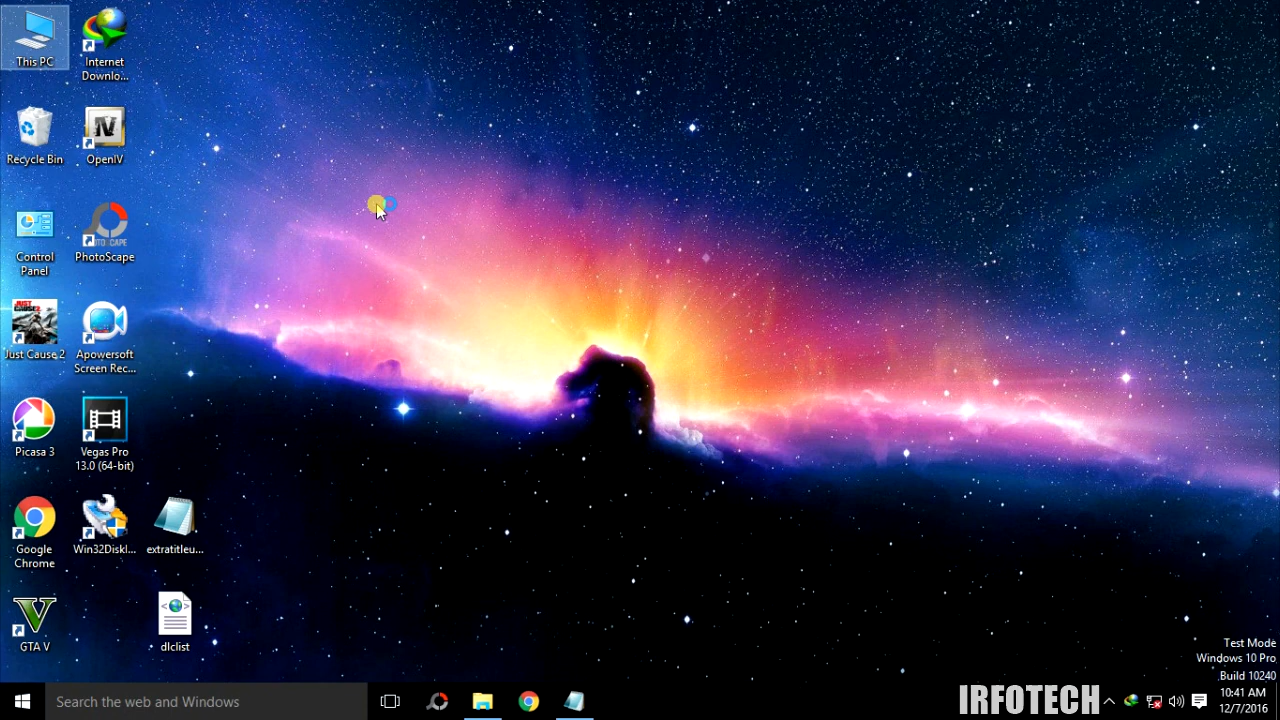 This PC
Internet
Downlo...
Recycle Bin
OpenIV
Control
Panel
PhotoScape
Just Cause 2
Apowersoft
Screen Rec...
Picasa 3
Vegas Pro
13.0 (64-bit)
Google
Chrome
Win32DiskI...
extratitleu...
GTA V
dlclist
Test Mode
Windows 10 Pro
Build 10240
Search the web and Windows
IRFOTECH
10:41 AM
12/7/2016